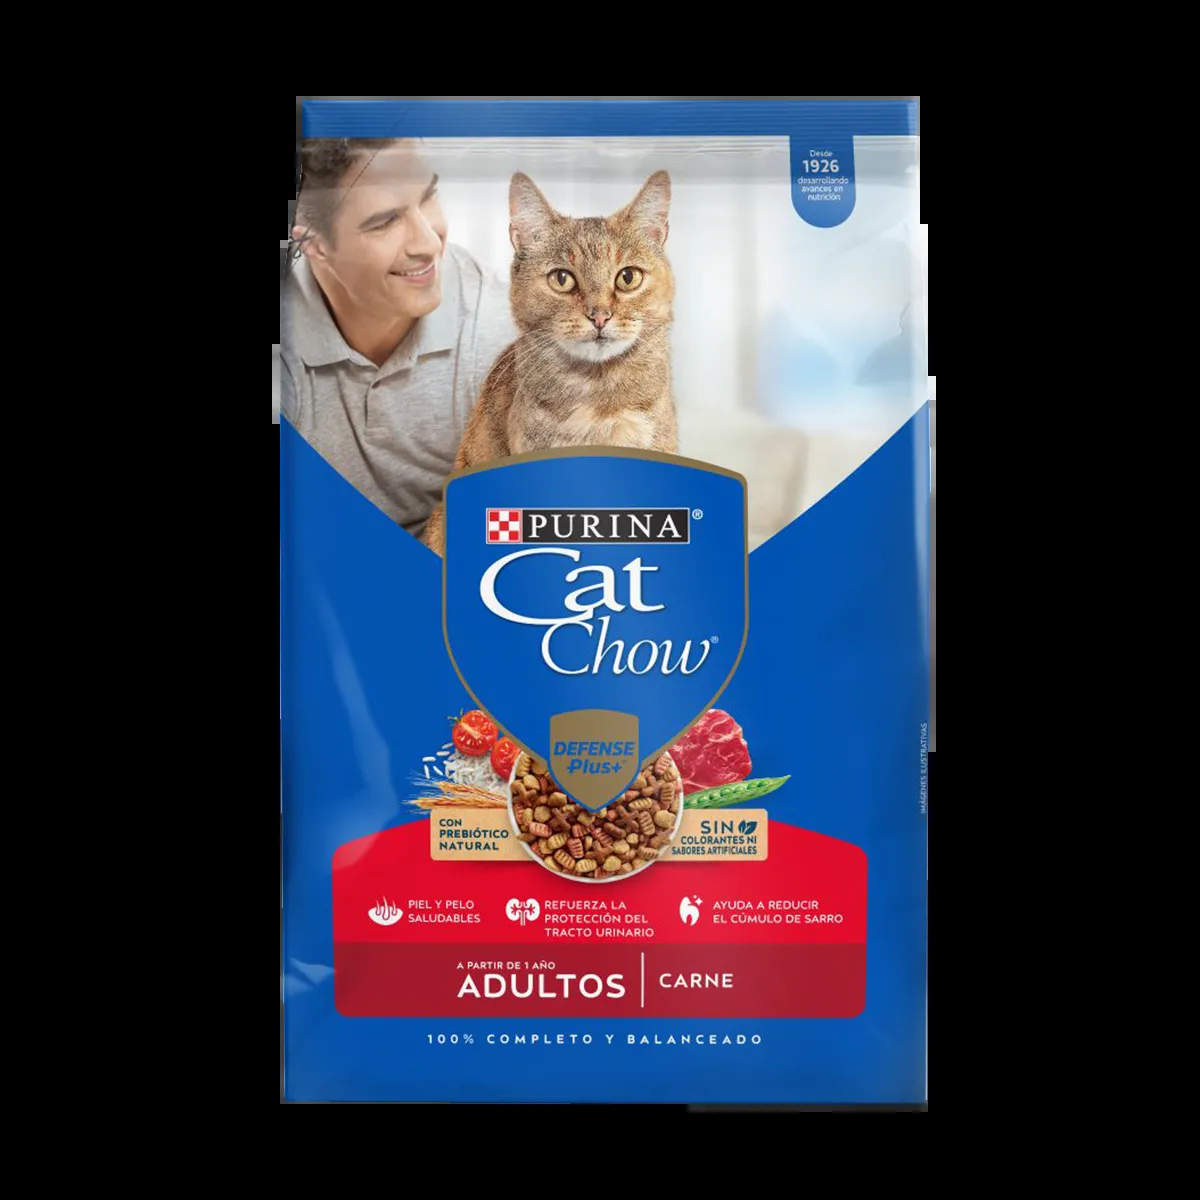 Desde
1926
desarrollando
avances en
nutrición
PURINA®
Cat
Chow®
DEFENSE
Plus+
CON
PREBIÓTICO
NATURAL
SIN
COLORANTES NI
SABORES ARTIFICIALES
PIEL Y PELO
SALUDABLES
REFUERZA LA
PROTECCIÓN DEL
TRACTO URINARIO
AYUDA A REDUCIR
EL CÚMULO DE SARRO
A PARTIR DE 1 AÑO
ADULTOS
CARNE
100% COMPLETO Y BALANCEADO
IMÁGENES ILUSTRATIVAS